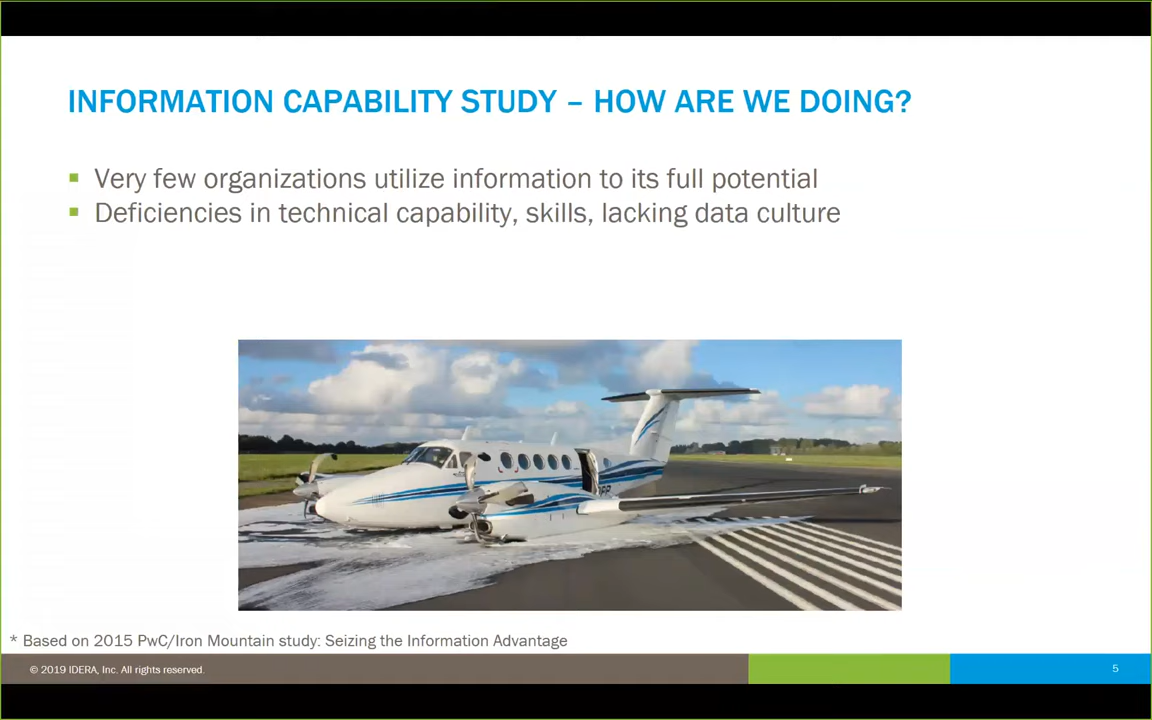 INFORMATION CAPABILITY STUDY – HOW ARE WE DOING?
▪ Very few organizations utilize information to its full potential
▪ Deficiencies in technical capability, skills, lacking data culture
* Based on 2015 PwC/Iron Mountain study: Seizing the Information Advantage
© 2019 IDERA, Inc. All rights reserved.
5